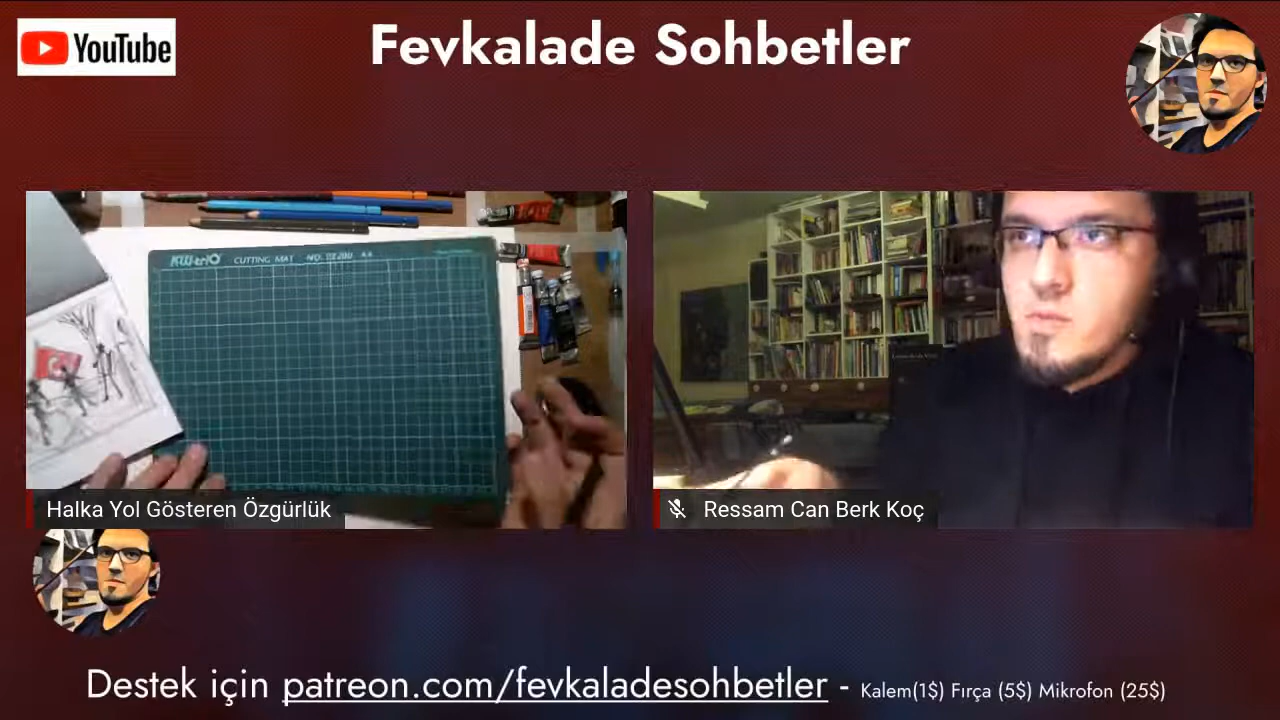 YouTube
Fevkalade Sohbetler
KW-triO CUTTING MAT
Halka Yol Gösteren Özgürlük
Ressam Can Berk Koç
Destek için patreon.com/fevkaladesohbetler - Kalem(1$) Fırça (5$) Mikrofon (25$)